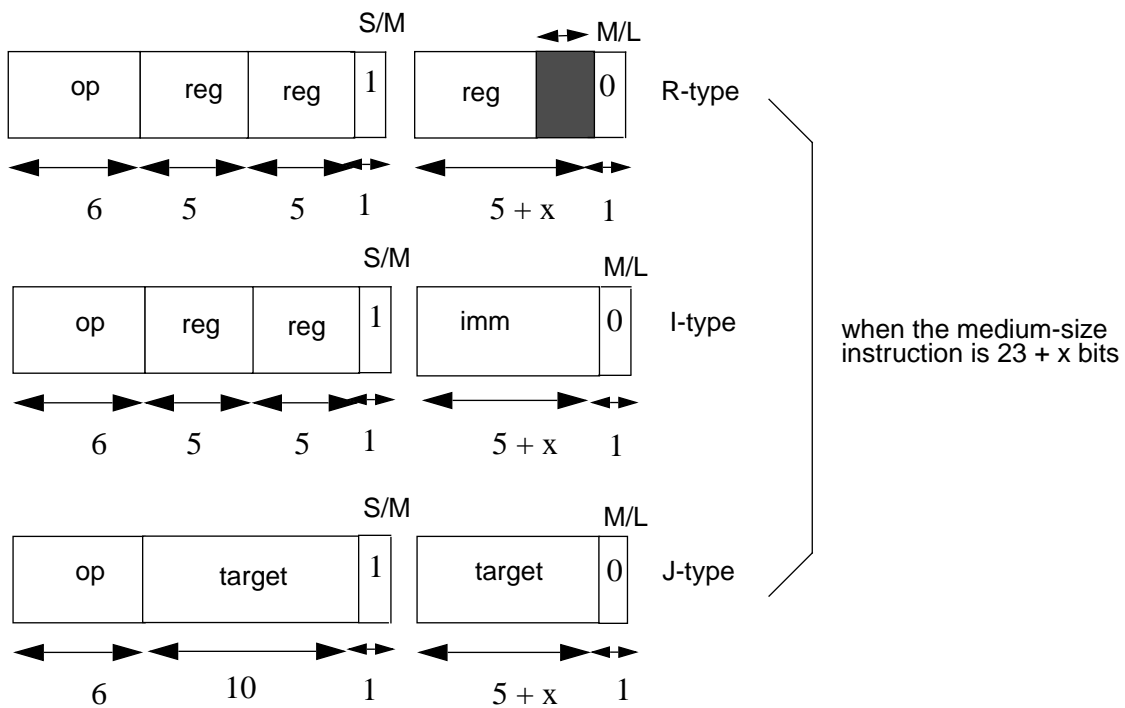 S/M
M/L
op reg reg 1 reg 0 R-type
6 5 5 1 5 + x 1
S/M
M/L
op reg reg 1 imm 0 I-type
when the medium-size
instruction is 23 + x bits
6 5 5 1 5 + x 1
S/M
M/L
op target 1 target 0 J-type
6 10 1 5 + x 1